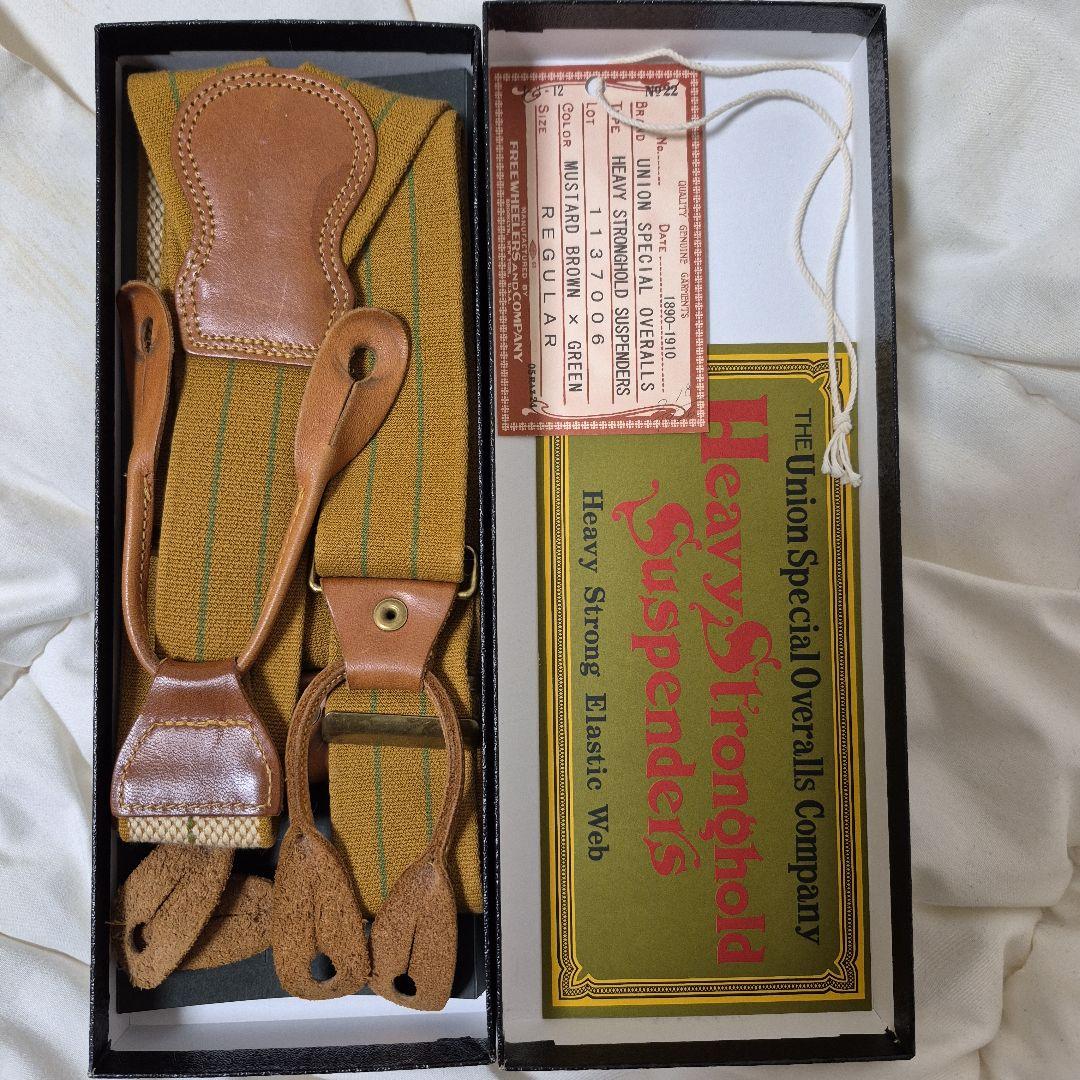 Nº22
QUALITY GENUINE GARMENTS
No. DATE 1890-1910
BRAND UNION SPECIAL OVERALLS
TYPE HEAVY STRONGHOLD SUSPENDERS
LOT 1137006
COLOR MUSTARD BROWN × GREEN
SIZE REGULAR
MANUFACTURED BY
FREEWHEELERS AND COMPANY
THE Union Special Overalls Company
Heavy Stronghold
Suspenders
Heavy Strong Elastic Web